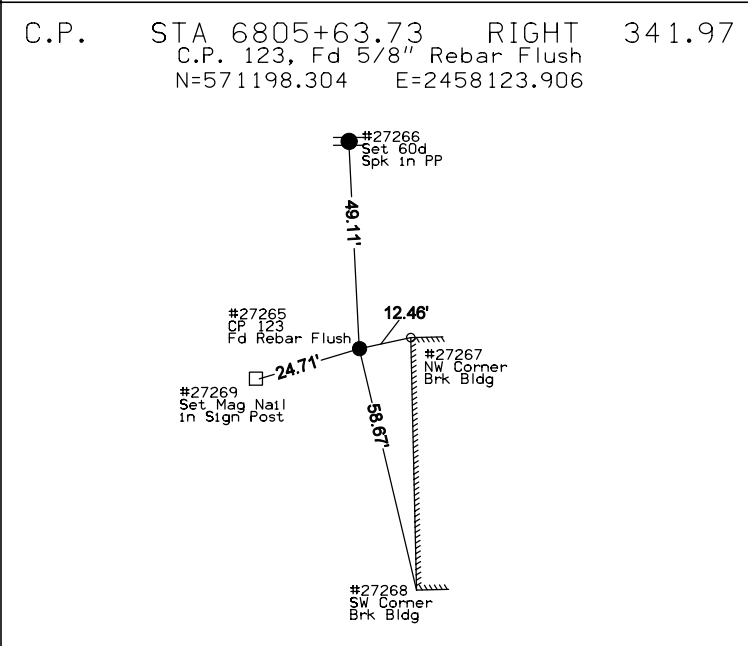 C.P. STA 6805+63.73 RIGHT 341.97
C.P. 123, Fd 5/8" Rebar Flush
N=571198.304 E=2458123.906
#27266
Set 60d
Spk in PP
49.11'
#27265
CP 123
Fd Rebar Flush
12.46'
24.71'
#27267
NW Corner
Brk Bldg
#27269
Set Mag Nail
in Sign Post
58.67'
#27268
SW Corner
Brk Bldg